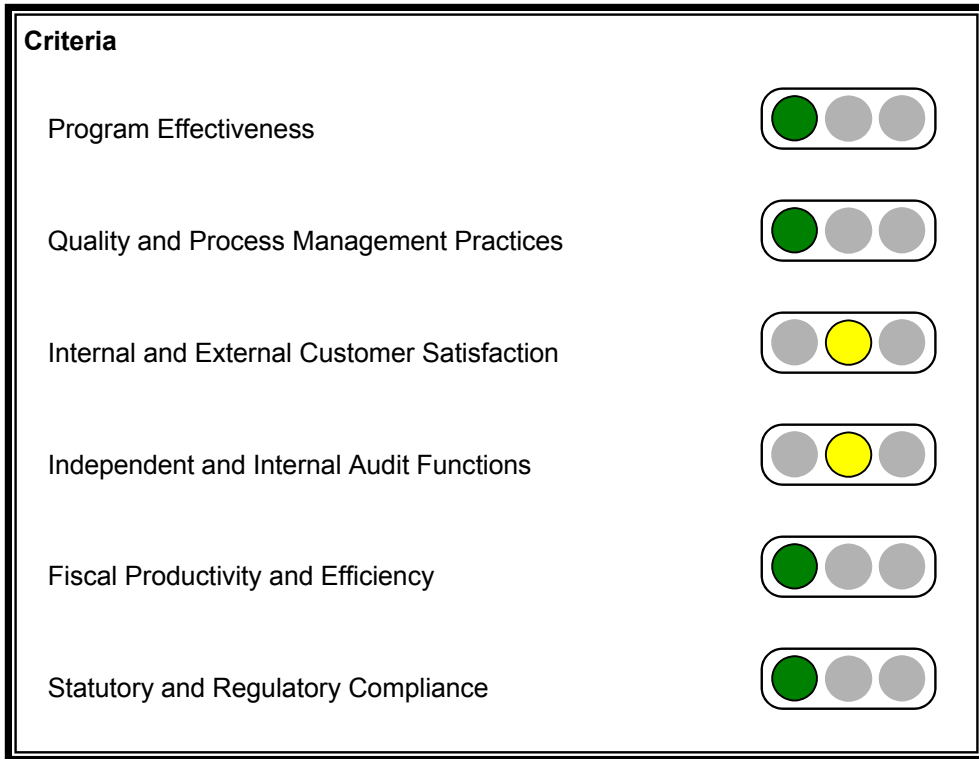 Criteria
Program Effectiveness
Quality and Process Management Practices
Internal and External Customer Satisfaction
Independent and Internal Audit Functions
Fiscal Productivity and Efficiency
Statutory and Regulatory Compliance